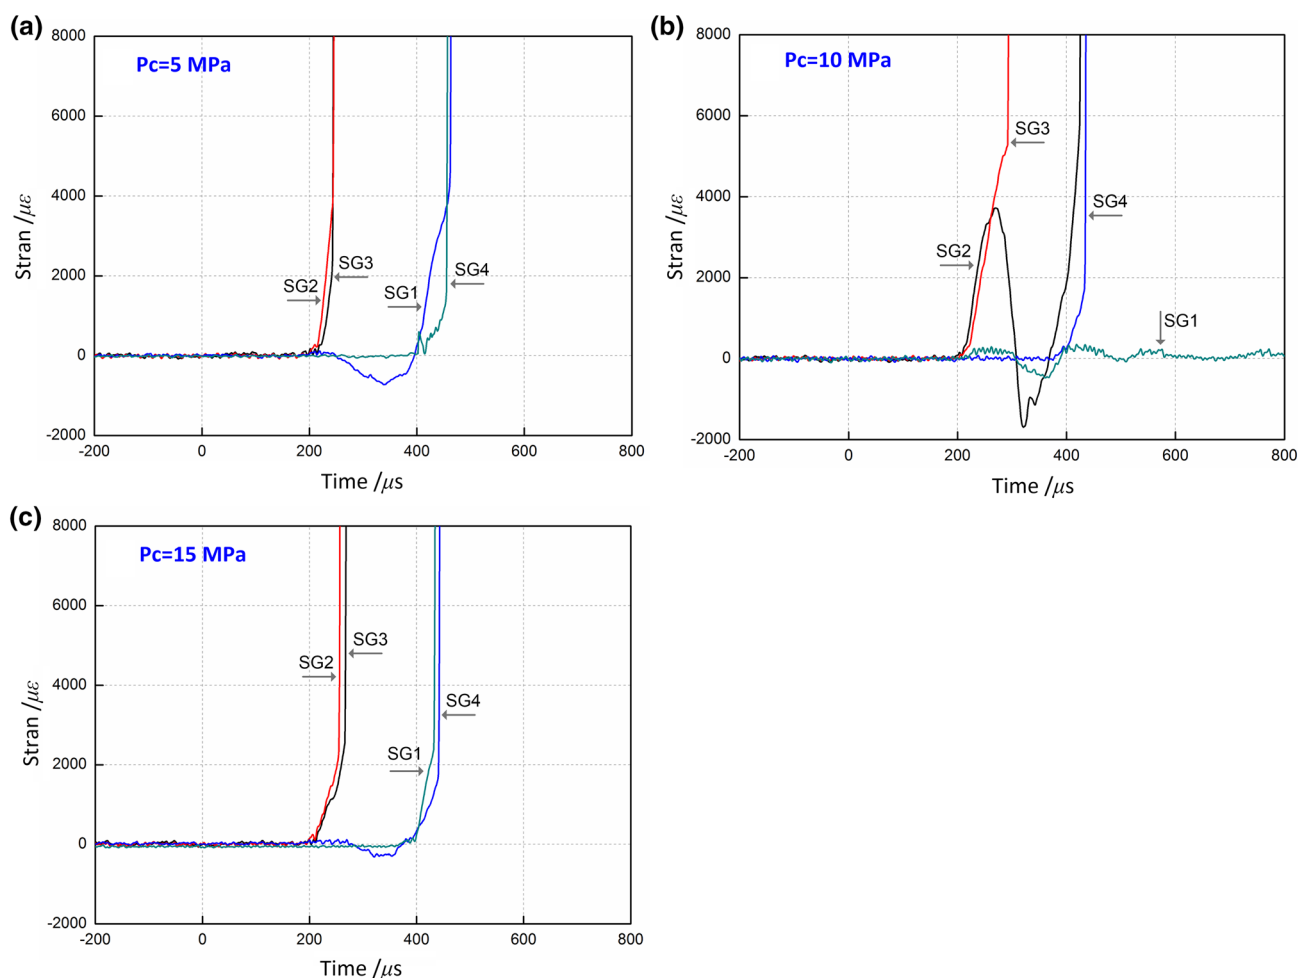 (a)
Pc=5 MPa
8000
6000
4000
2000
0
-2000
Stran /με
SG2
SG3
SG1
SG4
-200 0 200 400 600 800
Time /μs
(b)
Pc=10 MPa
8000
6000
4000
2000
0
-2000
Stran /με
SG3
SG2
SG4
SG1
-200 0 200 400 600 800
Time /μs
(c)
Pc=15 MPa
8000
6000
4000
2000
0
-2000
Stran /με
SG3
SG2
SG4
SG1
-200 0 200 400 600 800
Time /μs